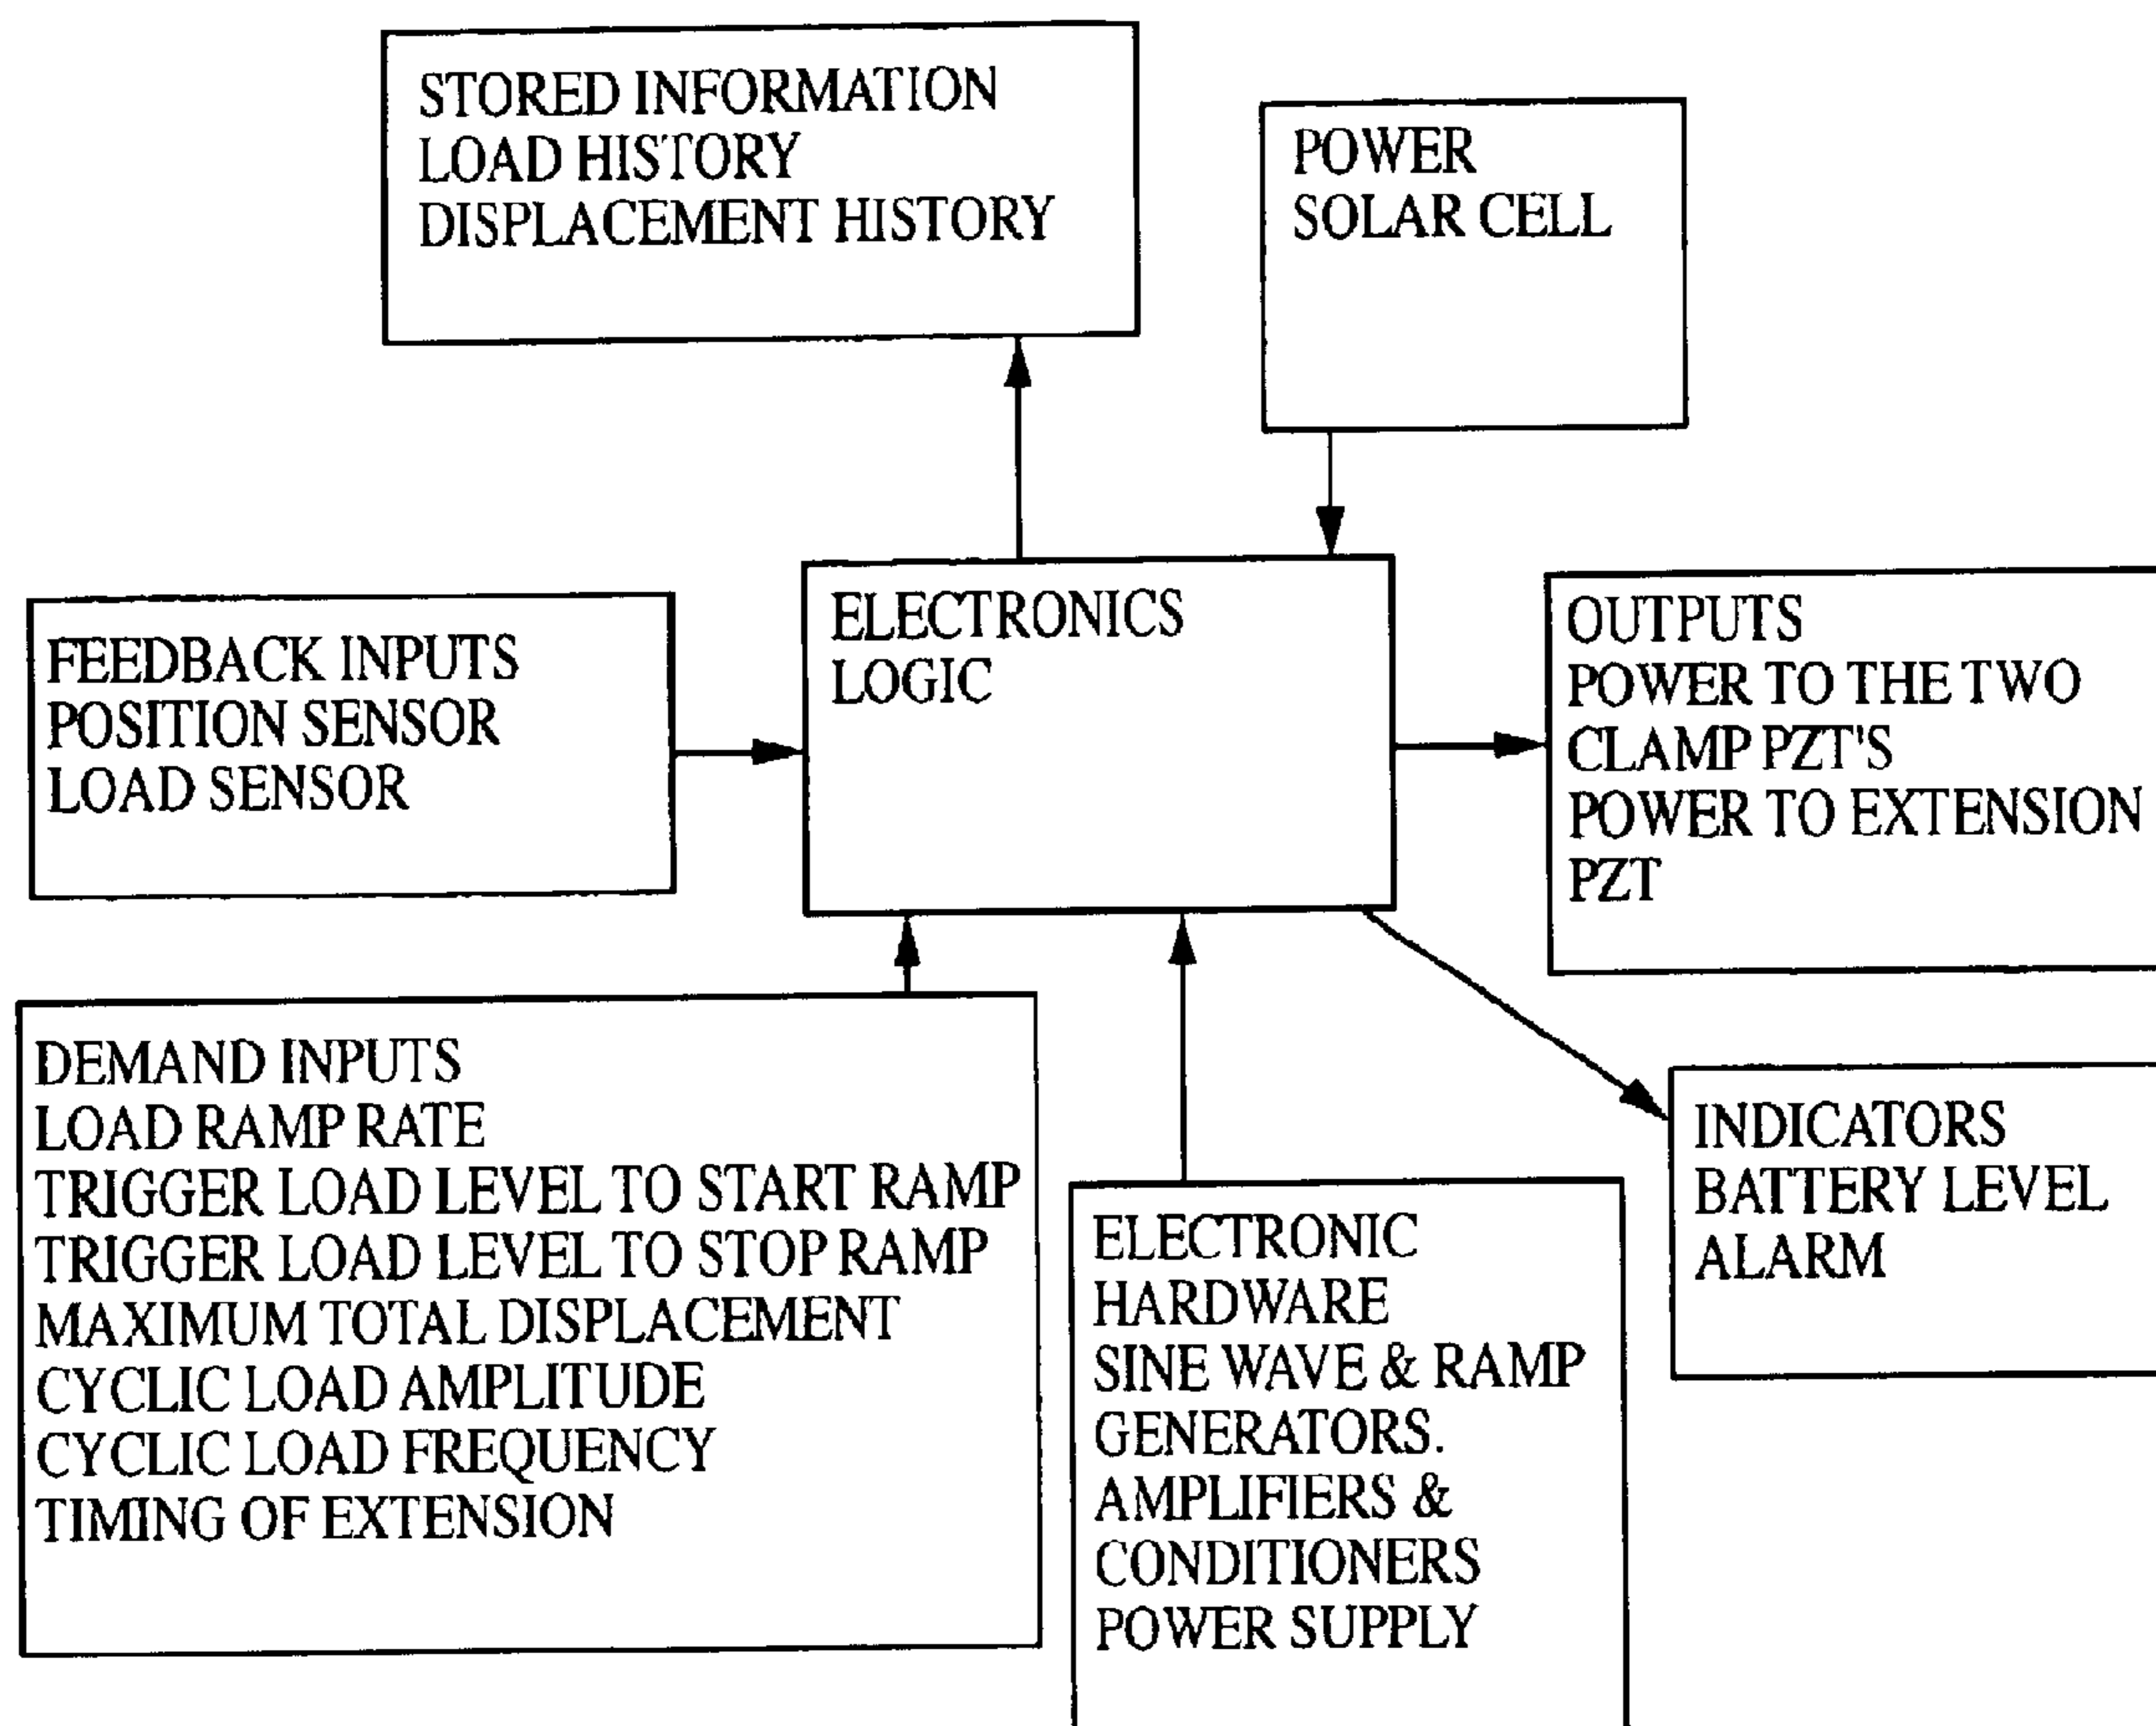 STORED INFORMATION
LOAD HISTORY
DISPLACEMENT HISTORY
POWER
SOLAR CELL
FEEDBACK INPUTS
POSITION SENSOR
LOAD SENSOR
ELECTRONICS
LOGIC
OUTPUTS
POWER TO THE TWO
CLAMP PZT'S
POWER TO EXTENSION
PZT
DEMAND INPUTS
LOAD RAMP RATE
TRIGGER LOAD LEVEL TO START RAMP
TRIGGER LOAD LEVEL TO STOP RAMP
MAXIMUM TOTAL DISPLACEMENT
CYCLIC LOAD AMPLITUDE
CYCLIC LOAD FREQUENCY
TIMING OF EXTENSION
ELECTRONIC
HARDWARE
SINE WAVE & RAMP
GENERATORS.
AMPLIFIERS &
CONDITIONERS
POWER SUPPLY
INDICATORS
BATTERY LEVEL
ALARM